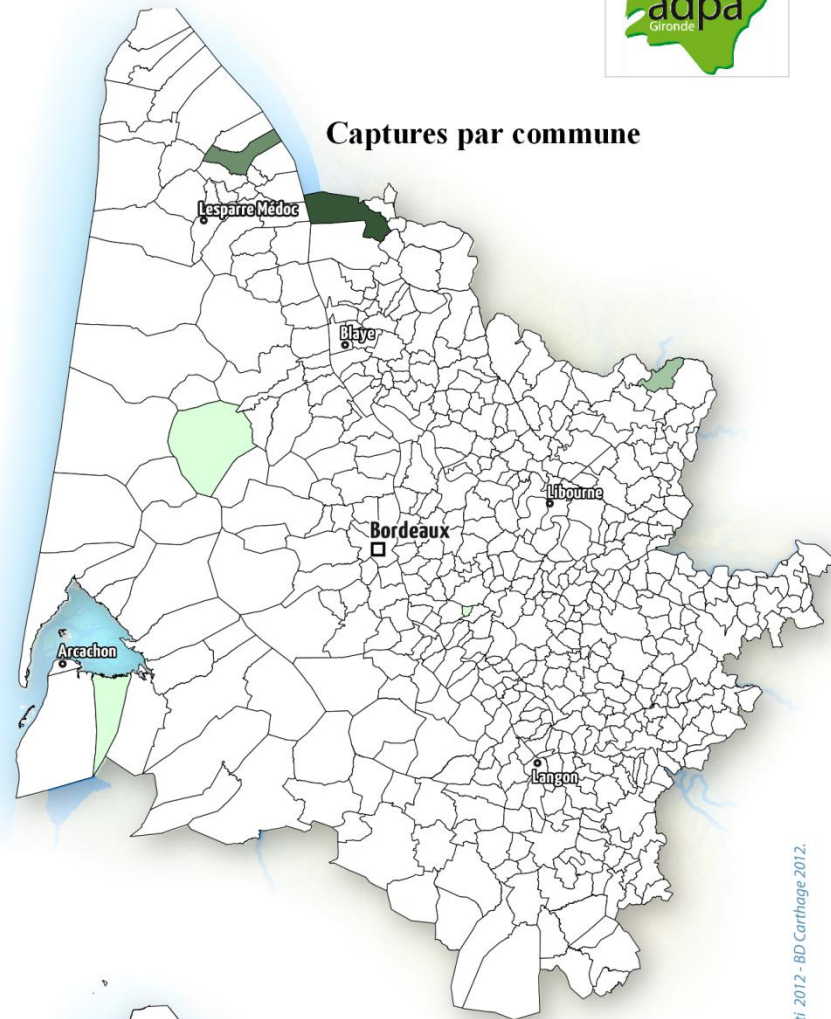 adpa
Gironde
Captures par commune
Lesparre Médoc
Blaye
Libourne
Bordeaux
Arcachon
Langon
2012 - BD Carthage 2012.